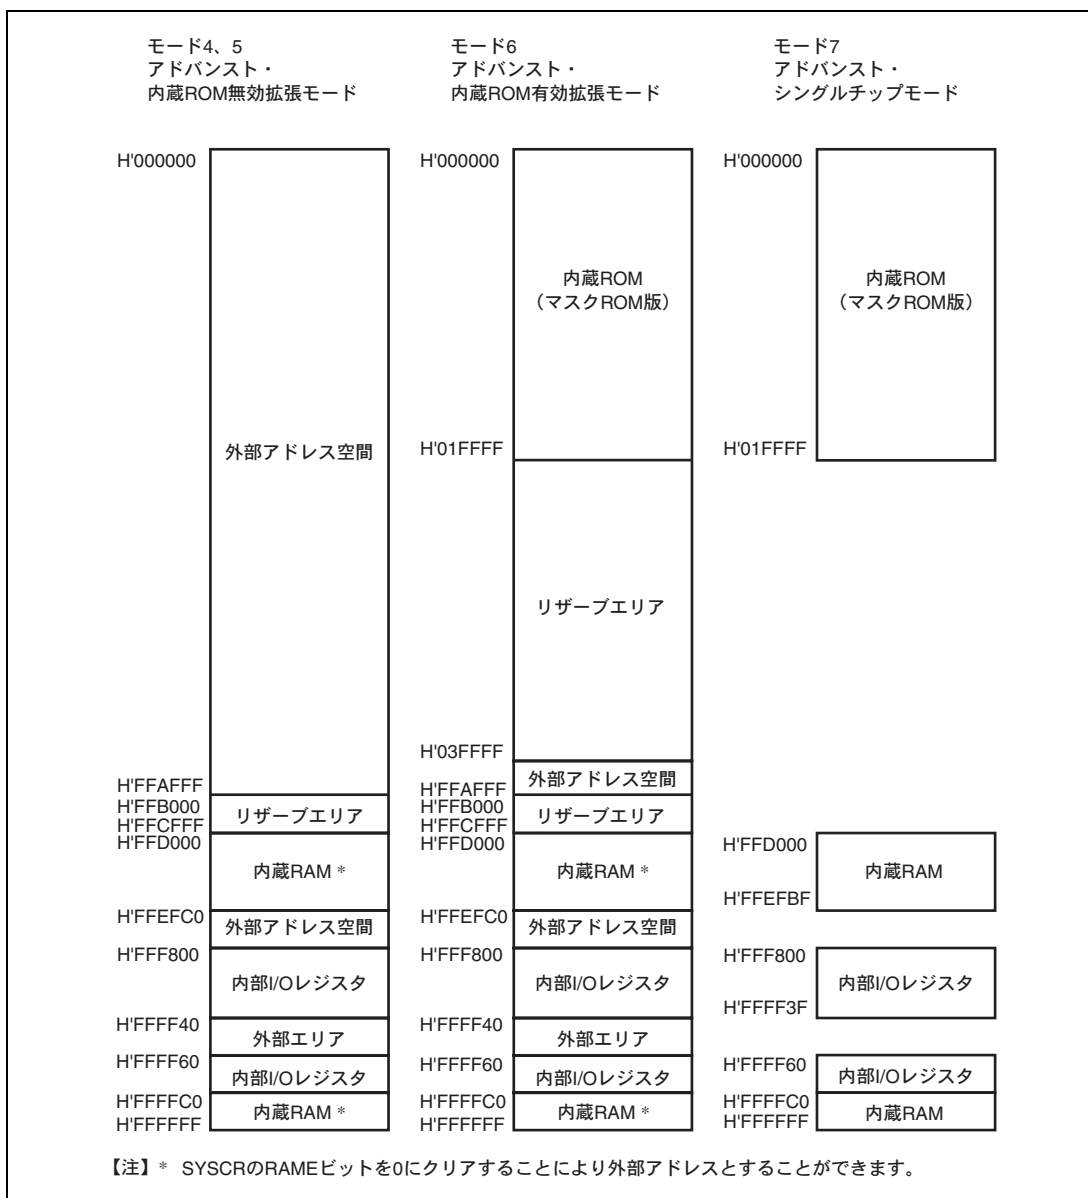 モード4、5
アドバンスト・
内蔵ROM無効拡張モード
H'000000
外部アドレス空間
H'FFAFFF
H'FFB000
リザーブエリア
H'FFCFFF
H'FFD000
内蔵RAM *
H'FFEFC0
外部アドレス空間
H'FFF800
内部I/Oレジスタ
H'FFFF40
外部エリア
H'FFFF60
内部I/Oレジスタ
H'FFFFC0
内蔵RAM *
H'FFFFFF
モード6
アドバンスト・
内蔵ROM有効拡張モード
H'000000
内蔵ROM
（マスクROM版）
H'01FFFF
リザーブエリア
H'03FFFF
外部アドレス空間
H'FFAFFF
H'FFB000
リザーブエリア
H'FFCFFF
H'FFD000
内蔵RAM *
H'FFEFC0
外部アドレス空間
H'FFF800
内部I/Oレジスタ
H'FFFF40
外部エリア
H'FFFF60
内部I/Oレジスタ
H'FFFFC0
内蔵RAM *
H'FFFFFF
モード7
アドバンスト・
シングルチップモード
H'000000
内蔵ROM
（マスクROM版）
H'01FFFF
H'FFD000
内蔵RAM
H'FFEFBF
H'FFF800
内部I/Oレジスタ
H'FFFF3F
H'FFFF60
内部I/Oレジスタ
H'FFFFC0
内蔵RAM
H'FFFFFF
【注】* SYSCRのRAMEビットを0にクリアすることにより外部アドレスとすることができます。